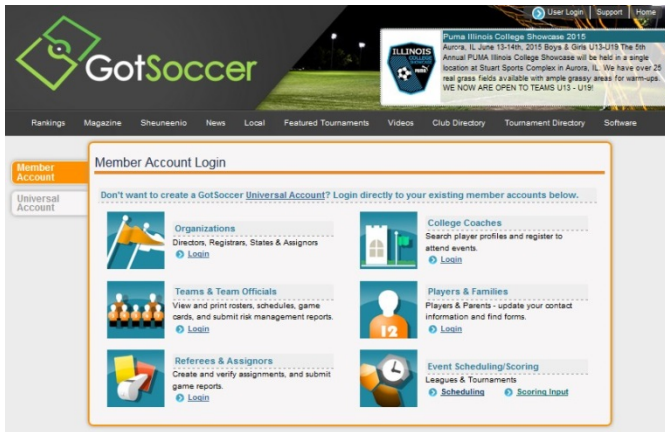 User Login Support Home
GotSoccer
ILLINOIS
COLLEGE
SHOWCASE
PUMA
Puma Illinois College Showcase 2015
Aurora, IL June 13-14th, 2015 Boys & Girls U13-U19 The 5th
Annual PUMA Illinois College Showcase will be held in a single
location at Stuart Sports Complex in Aurora, IL. We have over 25
real grass fields available with ample grassy areas for warm-ups.
WE NOW ARE OPEN TO TEAMS U13 - U19!
Rankings Magazine Sheuneenio News Local Featured Tournaments Videos Club Directory Tournament Directory Software
Member
Account
Universal
Account
Member Account Login
Don't want to create a GotSoccer Universal Account? Login directly to your existing member accounts below.
Organizations
Directors, Registrars, States & Assignors
Login
College Coaches
Search player profiles and register to
attend events.
Login
Teams & Team Officials
View and print rosters, schedules, game
cards, and submit risk management reports.
Login
12
Players & Families
Players & Parents - update your contact
information and find forms.
Login
Referees & Assignors
Create and verify assignments, and submit
game reports.
Login
Event Scheduling/Scoring
Leagues & Tournaments
Scheduling Scoring Input